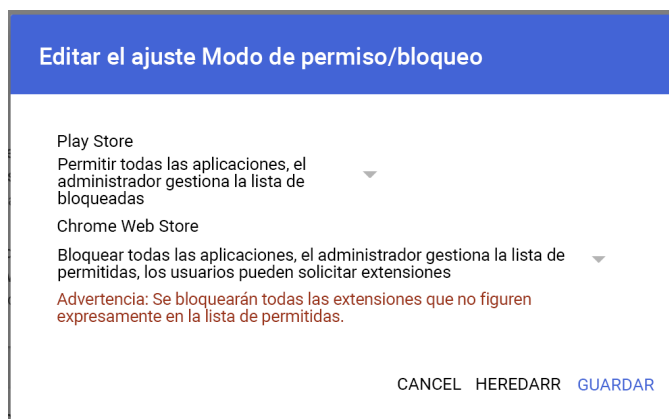 Editar el ajuste Modo de permiso/bloqueo
Play Store
Permitir todas las aplicaciones, el
administrador gestiona la lista de
bloqueadas
Chrome Web Store
Bloquear todas las aplicaciones, el administrador gestiona la lista de
permitidas, los usuarios pueden solicitar extensiones
Advertencia: Se bloquearán todas las extensiones que no figuren
expresamente en la lista de permitidas.
CANCEL HEREDARR GUARDAR